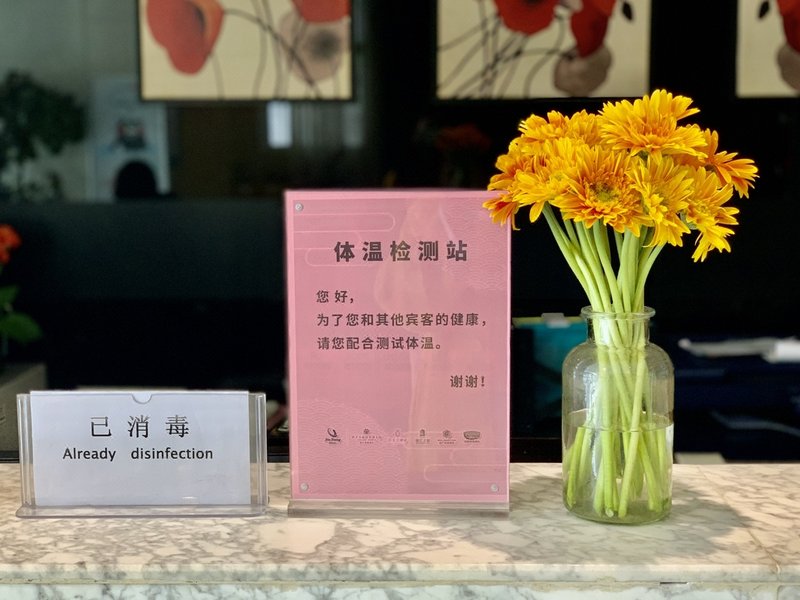 已消毒
Already disinfection
体温检测站
您好，
为了您和其他宾客的健康，
请您配合测试体温。
谢谢！